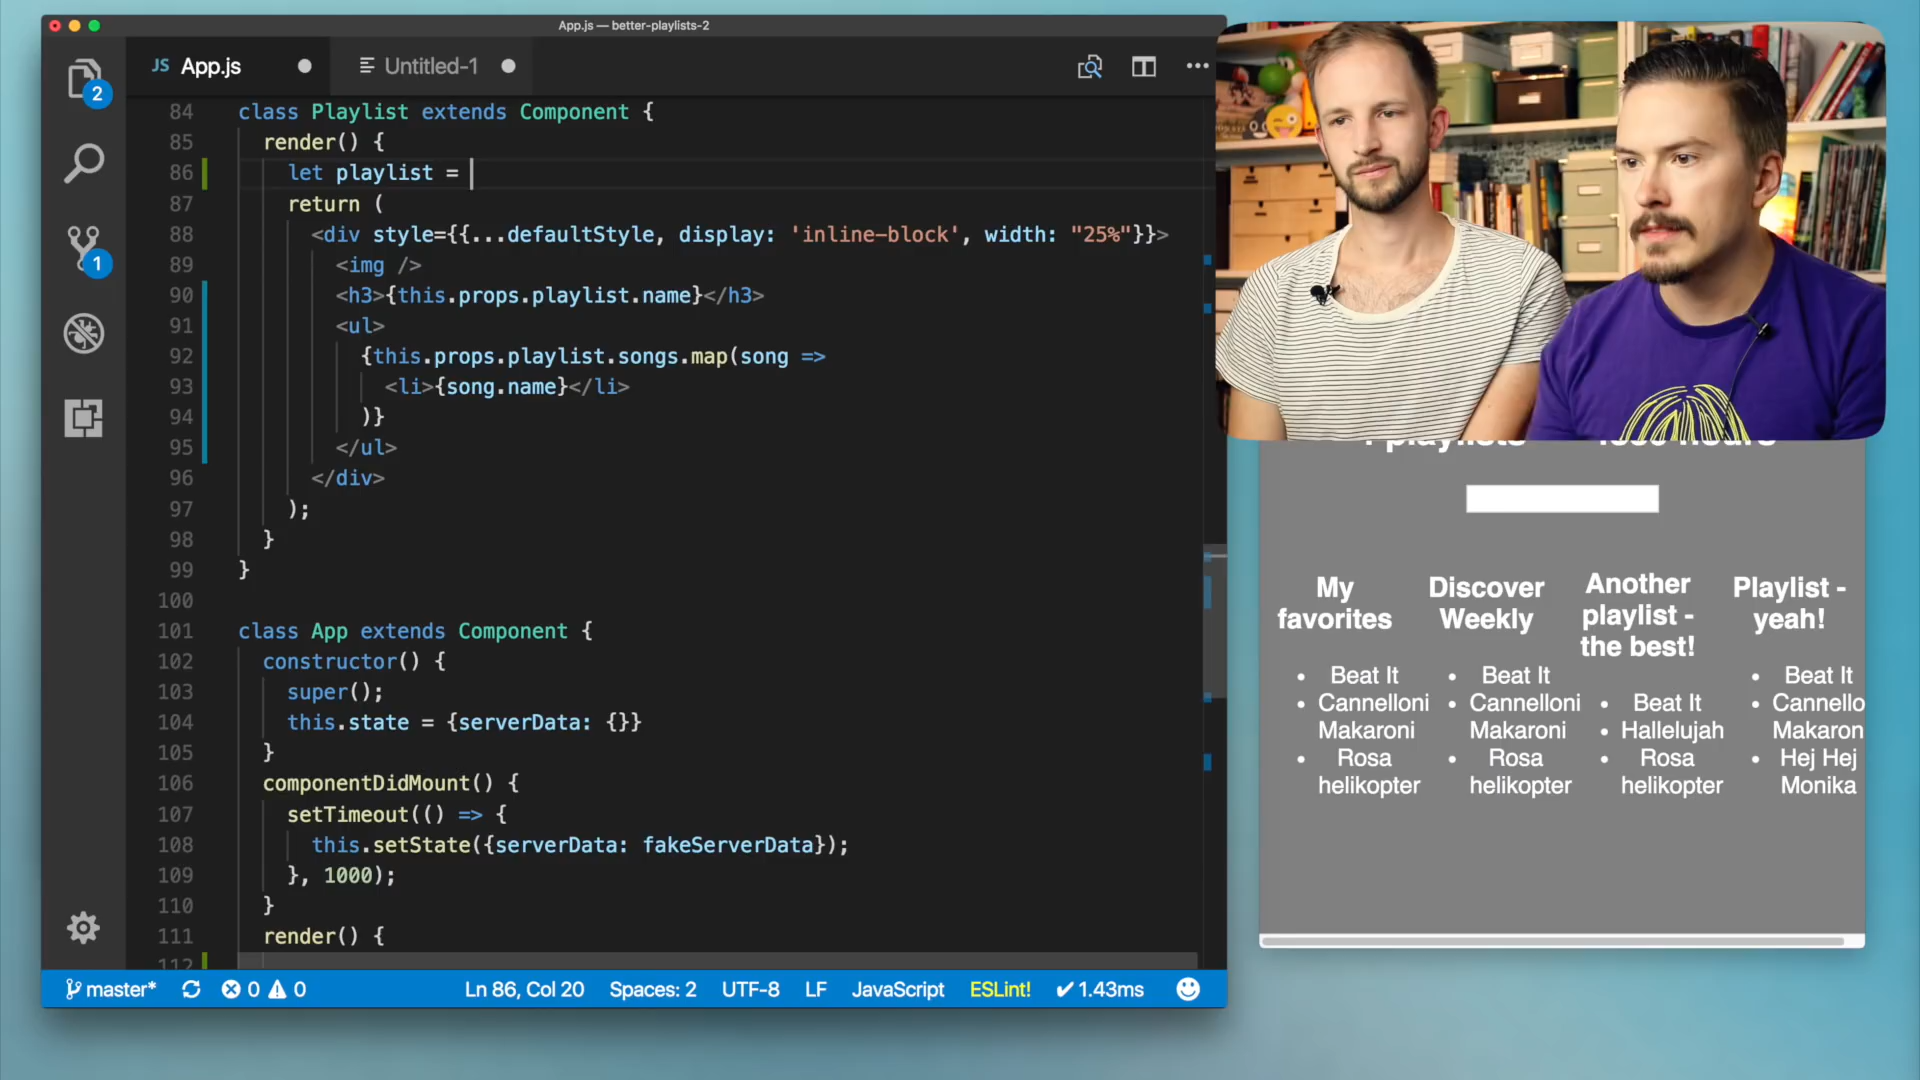 App.js — better-playlists-2
JS App.js
Untitled-1
2
1
84 class Playlist extends Component {
85 render() {
86 let playlist =
87 return (
88 <div style={{...defaultStyle, display: 'inline-block', width: "25%"}}>
89 <img />
90 <h3>{this.props.playlist.name}</h3>
91 <ul>
92 {this.props.playlist.songs.map(song =>
93 <li>{song.name}</li>
94 )}
95 </ul>
96 </div>
97 );
98 }
99 }
100
101 class App extends Component {
102 constructor() {
103 super();
104 this.state = {serverData: {}}
105 }
106 componentDidMount() {
107 setTimeout(() => {
108 this.setState({serverData: fakeServerData});
109 }, 1000);
110 }
111 render() {
112
master* 0 0 Ln 86, Col 20 Spaces: 2 UTF-8 LF JavaScript ESLint! ✔ 1.43ms
playlists
My favorites
Beat It
Cannelloni Makaroni
Rosa helikopter
Discover Weekly
Beat It
Cannelloni Makaroni
Rosa helikopter
Another playlist - the best!
Beat It
Hallelujah
Rosa helikopter
Playlist - yeah!
Beat It
Cannello
Makaron
Hej Hej Monika